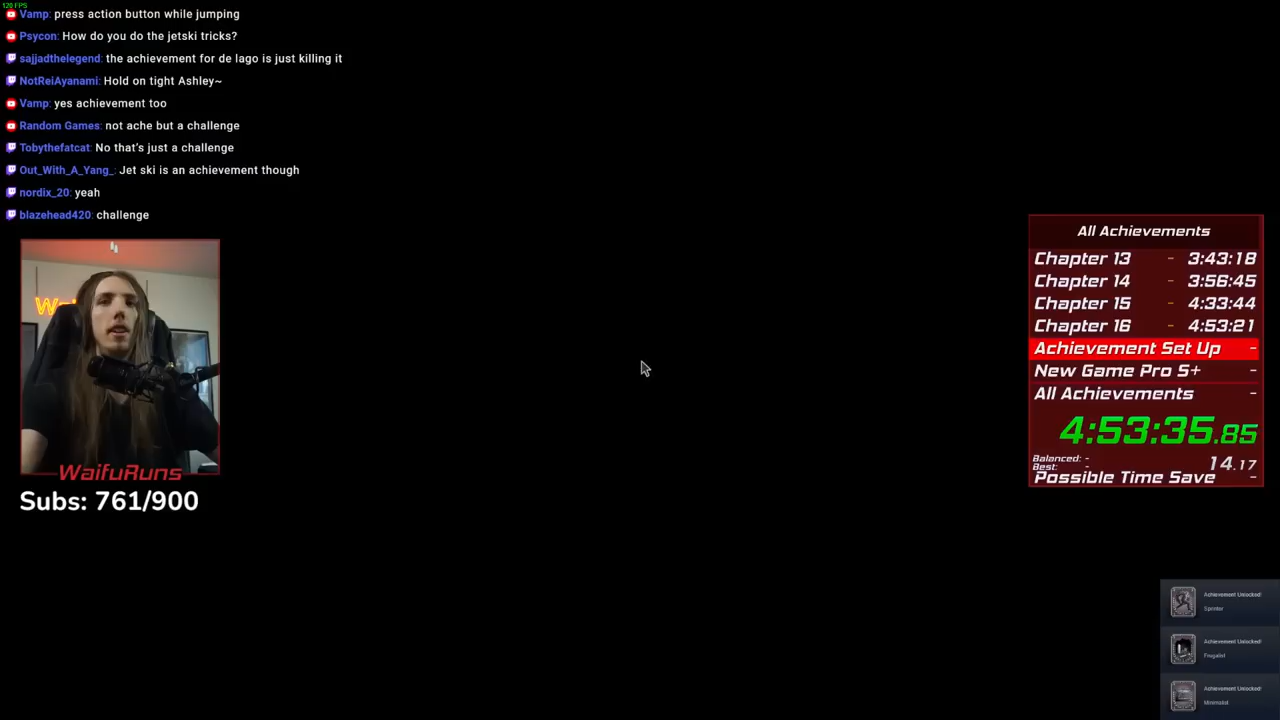 120 FPS
Vamp: press action button while jumping
Psycon: How do you do the jetski tricks?
sajjadthelegend: the achievement for de lago is just killing it
NotReiAyanami: Hold on tight Ashley~
Vamp: yes achievement too
Random Games: not ache but a challenge
Tobythefatcat: No that's just a challenge
Out_With_A_Yang_: Jet ski is an achievement though
nordix_20: yeah
blazehead420: challenge
WaifuRuns
Subs: 761/900
All Achievements
Chapter 13 - 3:43:18
Chapter 14 - 3:56:45
Chapter 15 - 4:33:44
Chapter 16 - 4:53:21
Achievement Set Up -
New Game Pro S+ -
All Achievements -
4:53:35.85
Balanced: -
Best: -
14.17
Possible Time Save -
Achievement Unlocked!
Sprinter
Achievement Unlocked!
Frugalist
Achievement Unlocked!
Minimalist